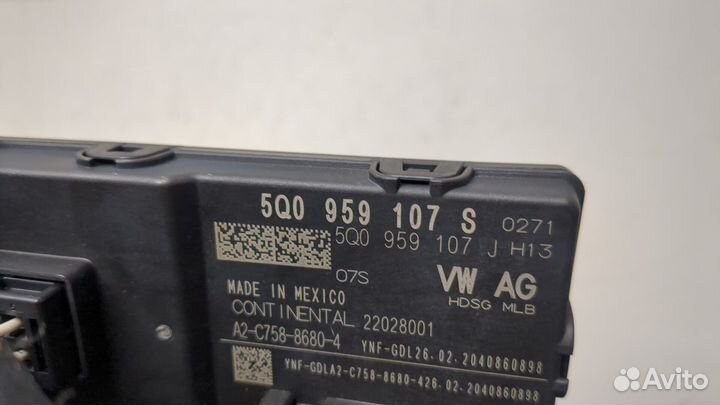 5Q0 959 107 S 0271
5Q0 959 107 J H13
07S
VW AG
HDSG MLB
MADE IN MEXICO
CONTINENTAL 22028001
A2-C758-8680-4 YNF-GDL26.02.2040860898
YNF-GDLA2-C758-8680-426.02.2040860898
Avito